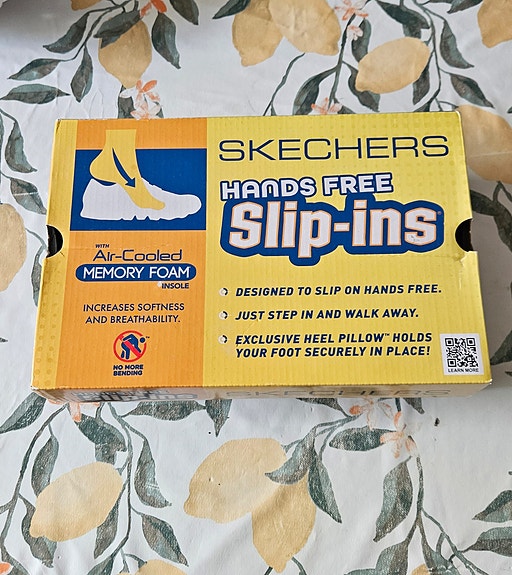 SKECHERS
HANDS FREE
Slip-ins®
WITH
Air-Cooled
MEMORY FOAM
INSOLE
INCREASES SOFTNESS
AND BREATHABILITY.
NO MORE
BENDING
DESIGNED TO SLIP ON HANDS FREE.
JUST STEP IN AND WALK AWAY.
EXCLUSIVE HEEL PILLOW™ HOLDS
YOUR FOOT SECURELY IN PLACE!
LEARN MORE